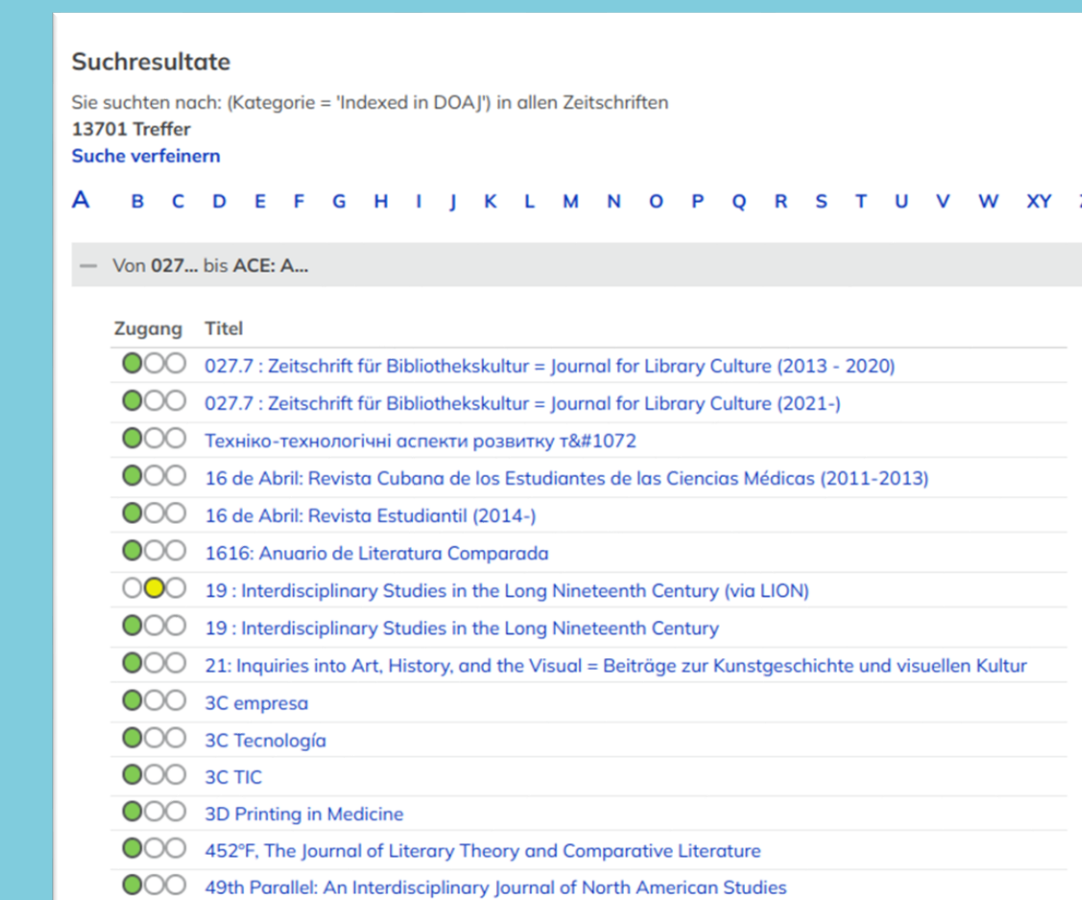 Suchresultate
Sie suchten nach: (Kategorie = 'Indexed in DOAJ') in allen Zeitschriften
13701 Treffer
Suche verfeinern
A B C D E F G H I J K L M N O P Q R S T U V W XY
Von 027... bis ACE: A...
Zugang Titel
027.7 : Zeitschrift für Bibliothekskultur = Journal for Library Culture (2013 - 2020)
027.7 : Zeitschrift für Bibliothekskultur = Journal for Library Culture (2021-)
Техніко-технологічні аспекти розвитку т&#1072
16 de Abril: Revista Cubana de los Estudiantes de las Ciencias Médicas (2011-2013)
16 de Abril: Revista Estudiantil (2014-)
1616: Anuario de Literatura Comparada
19 : Interdisciplinary Studies in the Long Nineteenth Century (via LION)
19 : Interdisciplinary Studies in the Long Nineteenth Century
21: Inquiries into Art, History, and the Visual = Beiträge zur Kunstgeschichte und visuellen Kultur
3C empresa
3C Tecnología
3C TIC
3D Printing in Medicine
452ºF, The Journal of Literary Theory and Comparative Literature
49th Parallel: An Interdisciplinary Journal of North American Studies